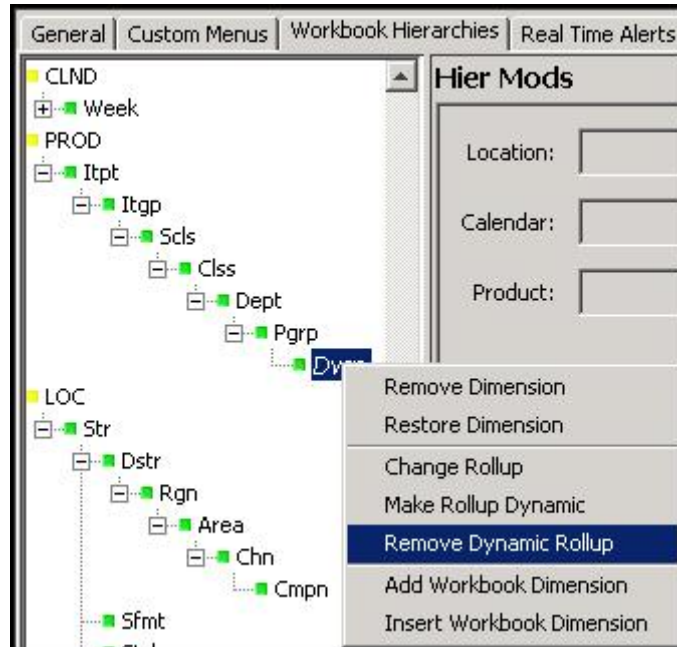 General
Custom Menus
Workbook Hierarchies
Real Time Alerts
CLND
Week
PROD
Itpt
Itgp
Scls
Clss
Dept
Pgrp
LOC
Str
Dstr
Rgn
Area
Chn
Cmpn
Sfmt
Hier Mods
Location:
Calendar:
Product:
Remove Dimension
Restore Dimension
Change Rollup
Make Rollup Dynamic
Remove Dynamic Rollup
Add Workbook Dimension
Insert Workbook Dimension